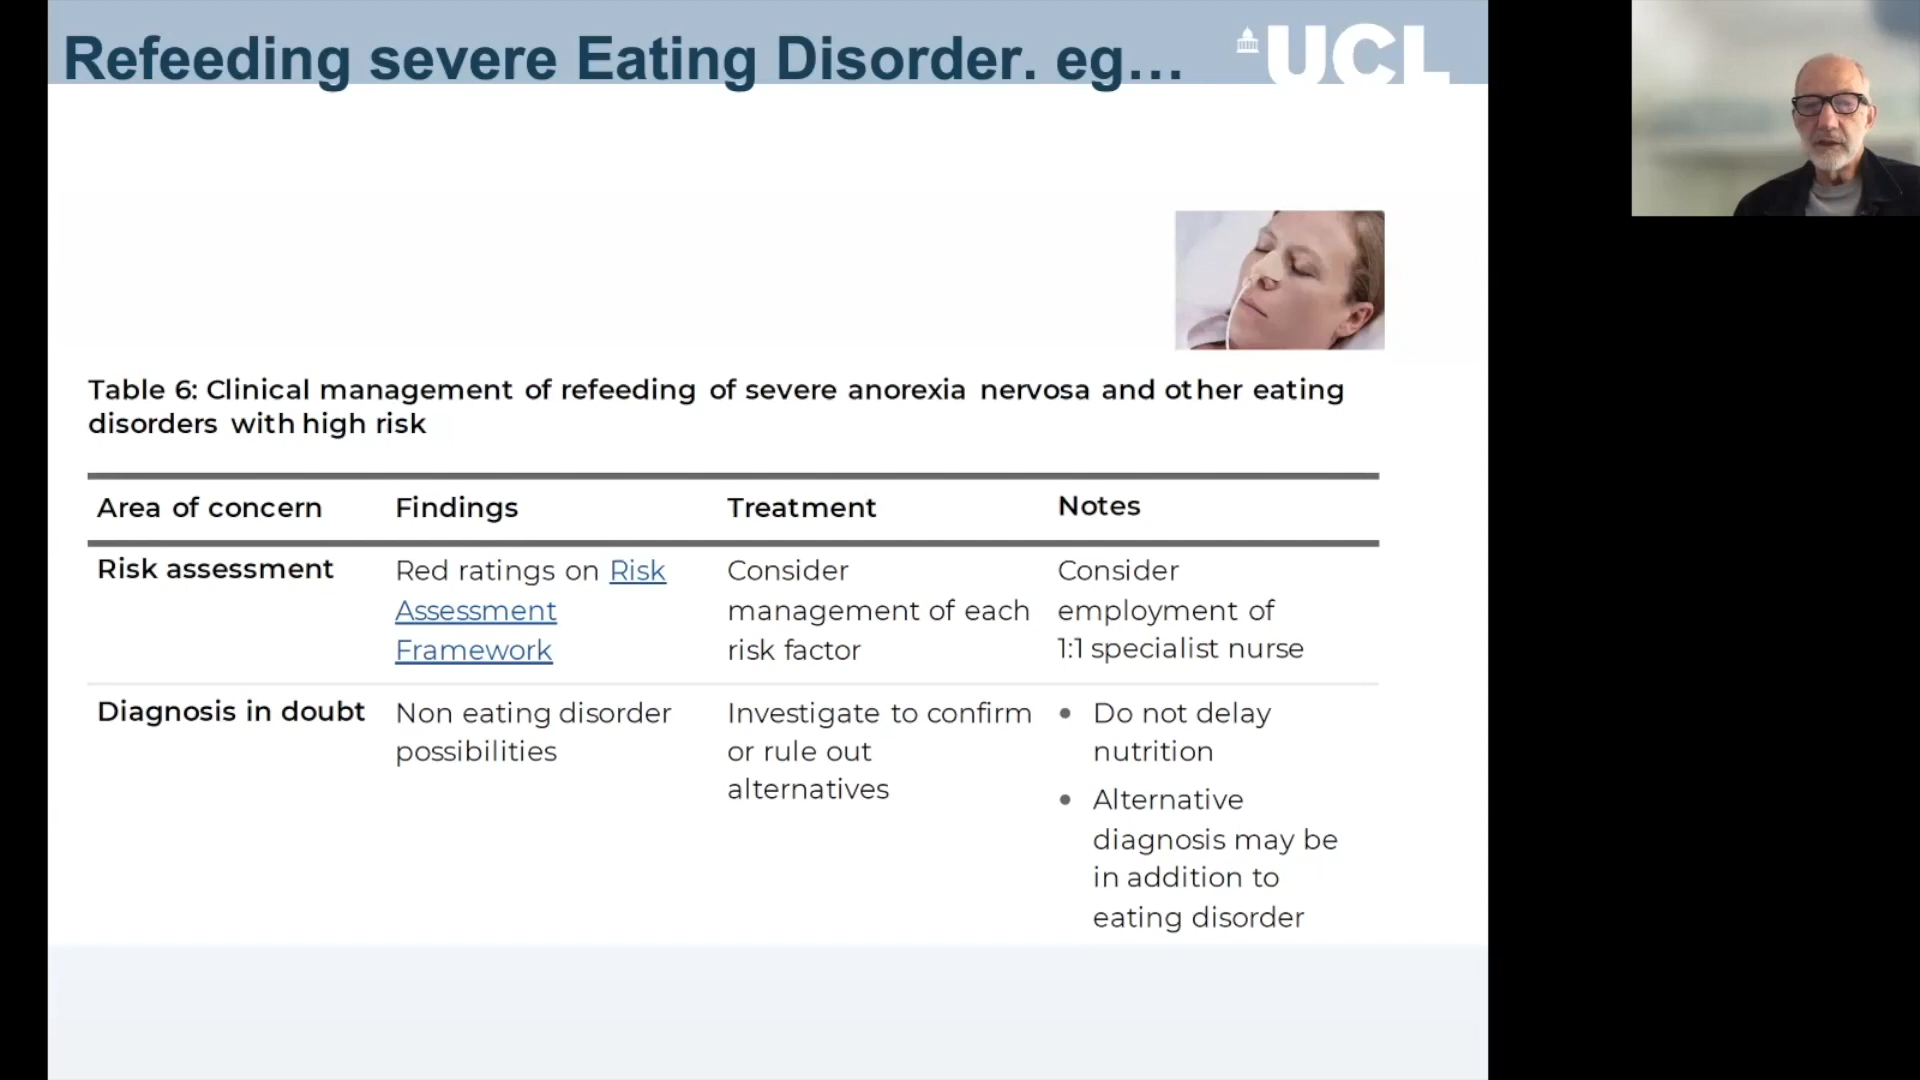 Refeeding severe Eating Disorder. eg...
UCL
Table 6: Clinical management of refeeding of severe anorexia nervosa and other eating
disorders with high risk
Area of concern Findings Treatment Notes
Risk assessment
Red ratings on Risk
Assessment
Framework
Consider
management of each
risk factor
Consider
employment of
1:1 specialist nurse
Diagnosis in doubt
Non eating disorder
possibilities
Investigate to confirm
or rule out
alternatives
• Do not delay
nutrition
• Alternative
diagnosis may be
in addition to
eating disorder